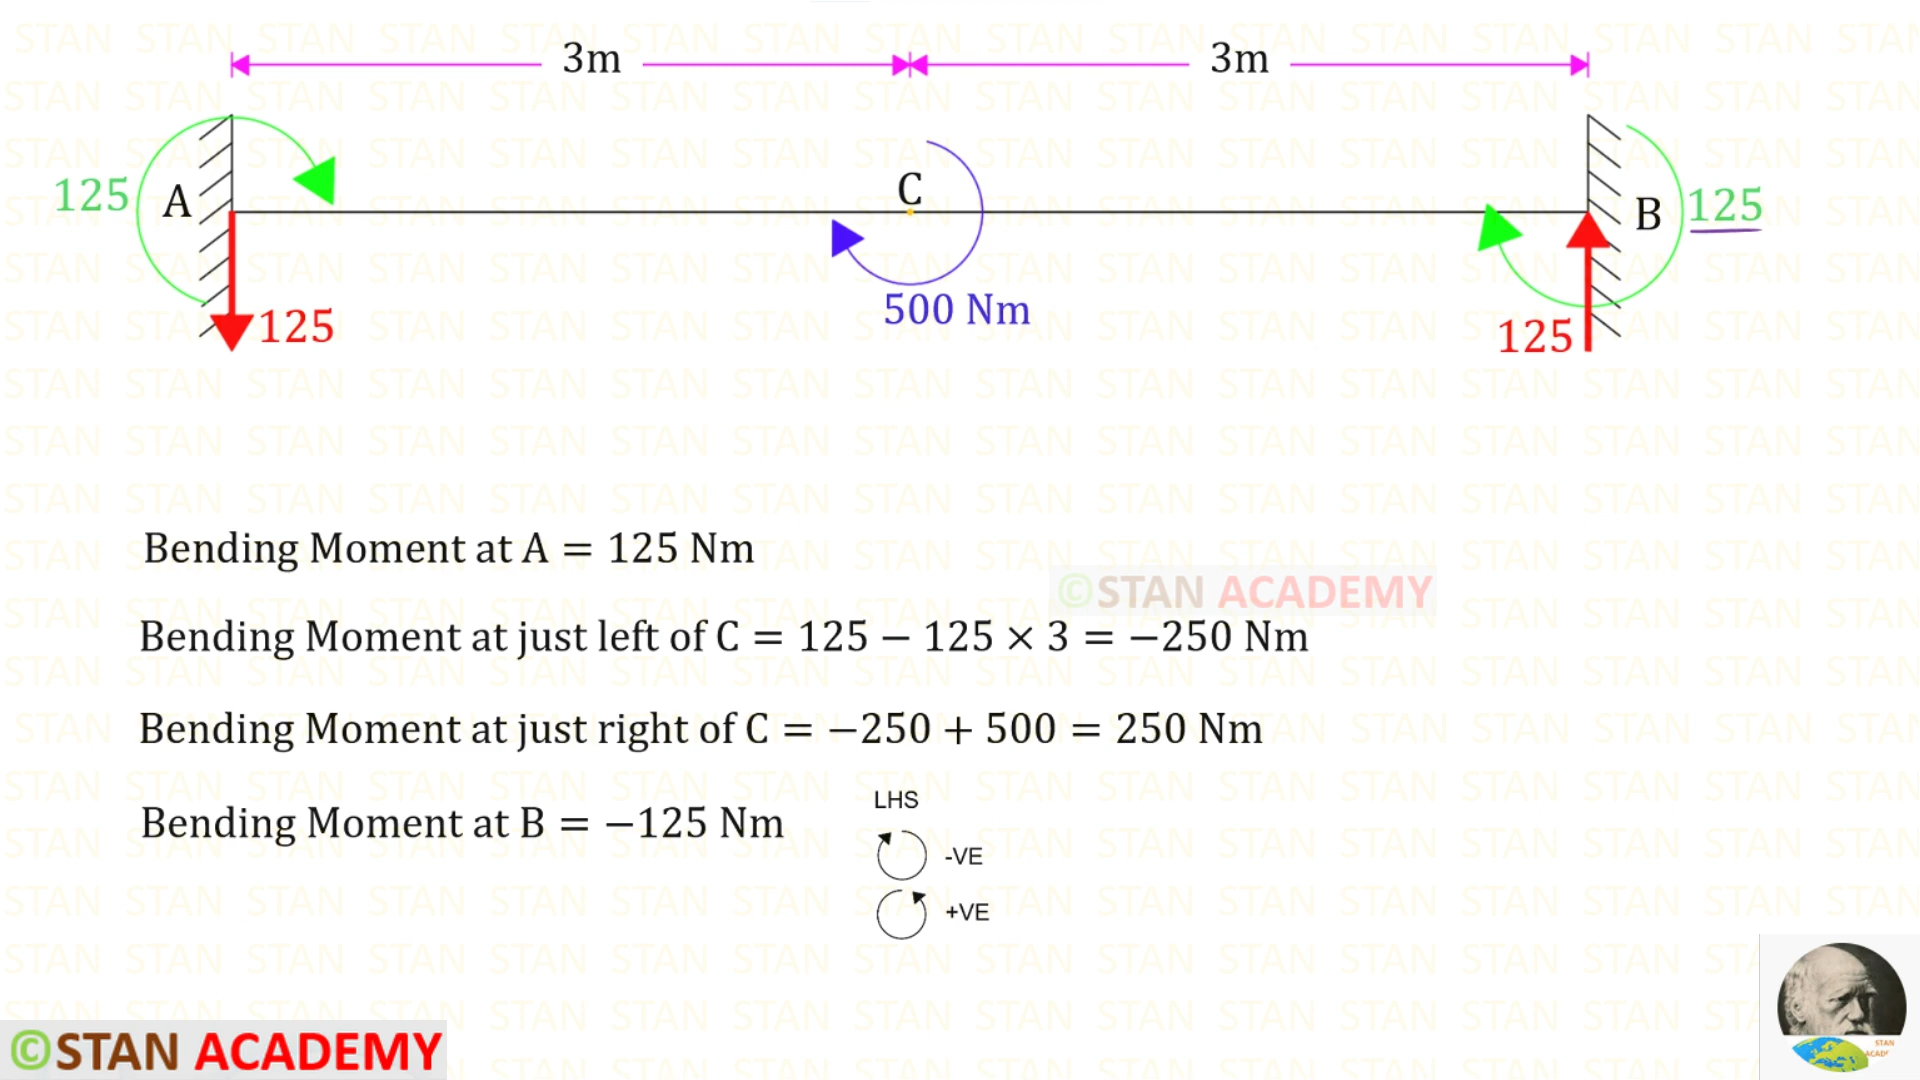 3m 3m
125 A C B 125
125 500 Nm 125
Bending Moment at A = 125 Nm
©STAN ACADEMY
Bending Moment at just left of C = 125 − 125 × 3 = −250 Nm
Bending Moment at just right of C = −250 + 500 = 250 Nm
LHS
Bending Moment at B = −125 Nm
-VE
+VE
©STAN ACADEMY
STAN